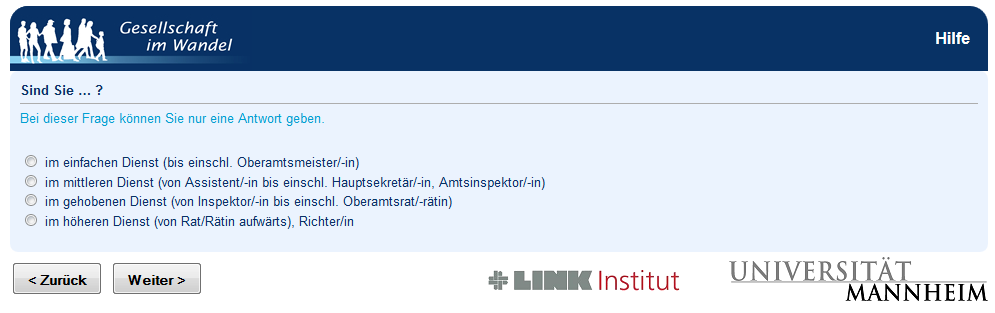 Gesellschaft
im Wandel
Hilfe
Sind Sie ... ?
Bei dieser Frage können Sie nur eine Antwort geben.
im einfachen Dienst (bis einschl. Oberamtsmeister/-in)
im mittleren Dienst (von Assistent/-in bis einschl. Hauptsekretär/-in, Amtsinspektor/-in)
im gehobenen Dienst (von Inspektor/-in bis einschl. Oberamtsrat/-rätin)
im höheren Dienst (von Rat/Rätin aufwärts), Richter/in
< Zurück
Weiter >
LINK Institut
UNIVERSITÄT
MANNHEIM